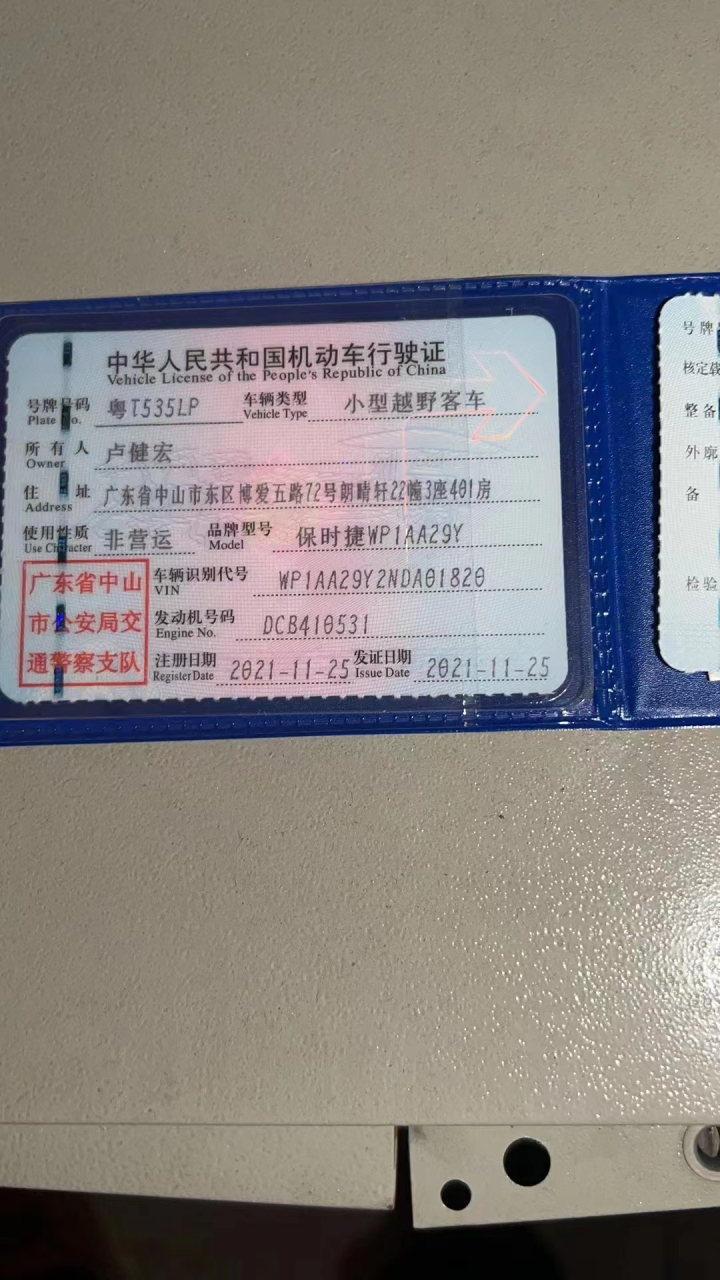 中华人民共和国机动车行驶证
Vehicle License of the People's Republic of China
号牌号码 粤T535LP 车辆类型 小型越野客车
Plate No. Vehicle Type
所有人 卢健宏
Owner
住址 广东省中山市东区博爱五路72号朗晴轩22幢3座401房
Address
使用性质 非营运 品牌型号 保时捷WP1AA29Y
Use Character Model
广东省中山
市公安局交
通警察支队
车辆识别代号 WP1AA29Y2NDA01820
VIN
发动机号码 DCB410531
Engine No.
注册日期 2021-11-25 发证日期 2021-11-25
Register Date Issue Date
号牌
核定载
整备
外廓
备
检验